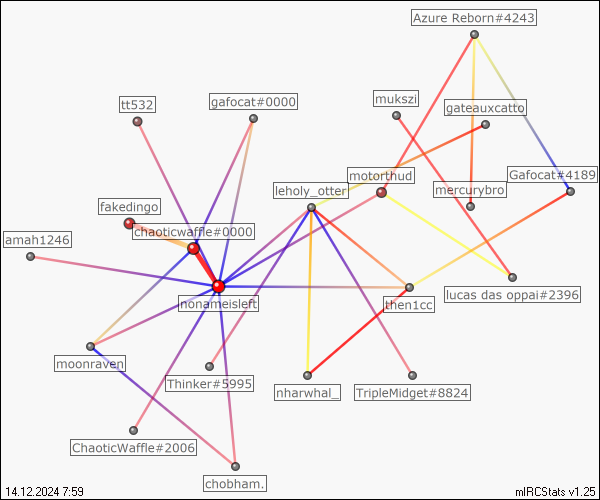 Azure Reborn#4243
tt532
gafocat#0000
mukszi
gateauxcatto
motorthud
Gafocat#4189
leholy_otter
mercurybro
fakedingo
chaoticwaffle#0000
amah1246
nonameisleft
then1cc
lucas das oppai#2396
moonraven
Thinker#5995
nharwhal_
TripleMidget#8824
ChaoticWaffle#2006
chobham.
14.12.2024 7:59
mIRCStats v1.25